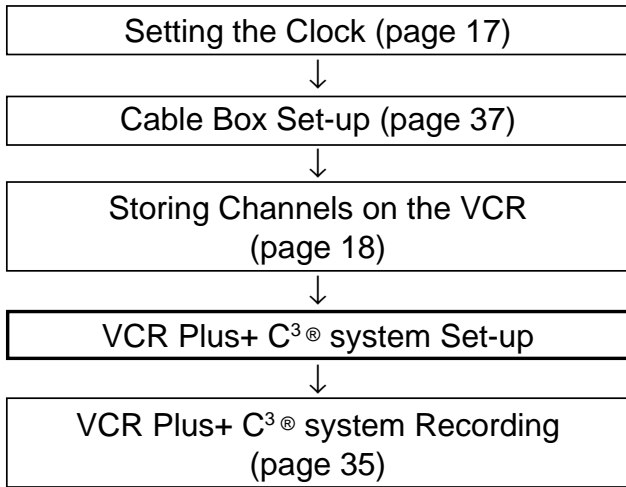 Setting the Clock (page 17)
↓
Cable Box Set-up (page 37)
↓
Storing Channels on the VCR
(page 18)
↓
VCR Plus+ C³® system Set-up
↓
VCR Plus+ C³® system Recording
(page 35)